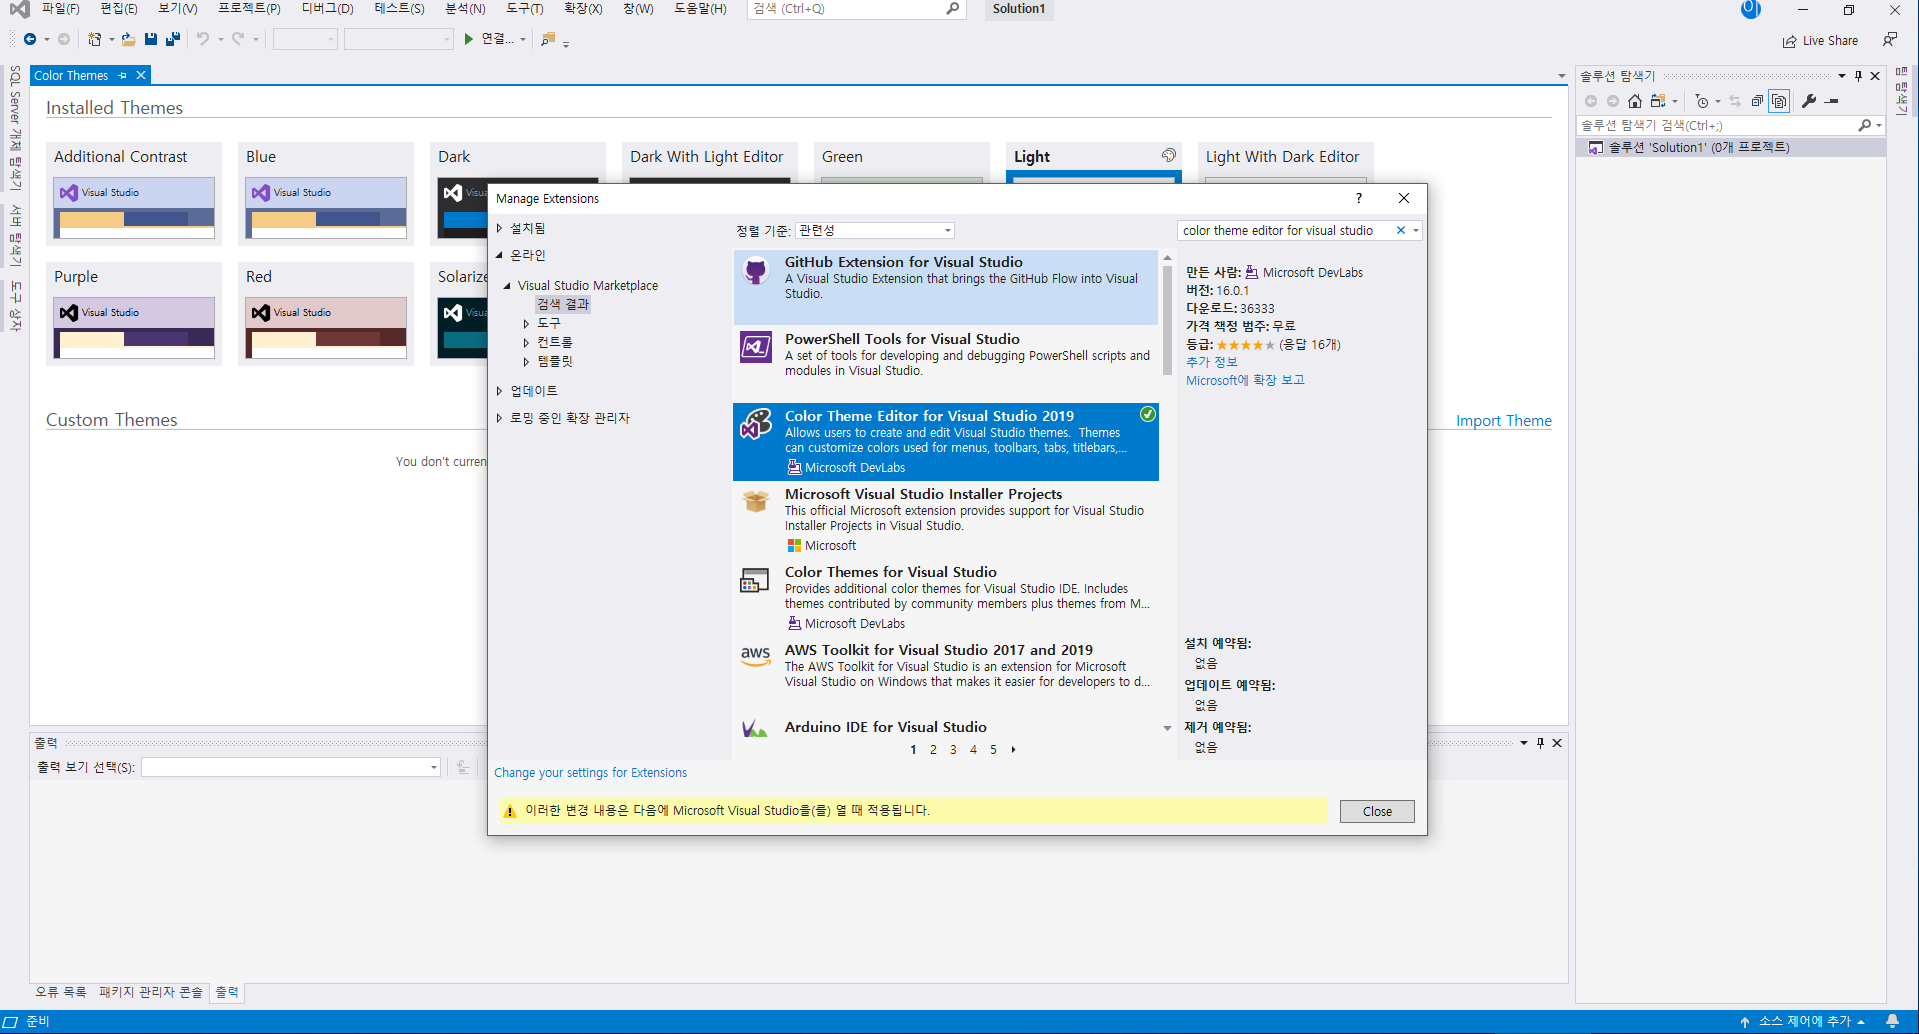 파일(F) 편집(E) 보기(V) 프로젝트(P) 디버그(D) 테스트(S) 분석(N) 도구(T) 확장(X) 창(W) 도움말(H) 검색 (Ctrl+Q) Solution1
연결... Live Share
SQL Server 개체 탐색기
서버 탐색기
도구 상자
Color Themes
Installed Themes
Additional Contrast Blue Dark Dark With Light Editor Green Light Light With Dark Editor
Visual Studio Visual Studio
Purple Red
Visual Studio Visual Studio
Custom Themes Import Theme
Manage Extensions
설치됨
온라인
Visual Studio Marketplace
검색 결과
도구
컨트롤
템플릿
업데이트
로밍 중인 확장 관리자
정렬 기준: 관련성
color theme editor for visual studio
GitHub Extension for Visual Studio
A Visual Studio Extension that brings the GitHub Flow into Visual
Studio.
PowerShell Tools for Visual Studio
A set of tools for developing and debugging PowerShell scripts and
modules in Visual Studio.
Color Theme Editor for Visual Studio 2019
Allows users to create and edit Visual Studio themes. Themes
can customize colors used for menus, toolbars, tabs, titlebars,...
Microsoft DevLabs
Microsoft Visual Studio Installer Projects
This official Microsoft extension provides support for Visual Studio
Installer Projects in Visual Studio.
Microsoft
Color Themes for Visual Studio
Provides additional color themes for Visual Studio IDE. Includes
themes contributed by community members plus themes from M...
Microsoft DevLabs
aws
AWS Toolkit for Visual Studio 2017 and 2019
The AWS Toolkit for Visual Studio is an extension for Microsoft
Visual Studio on Windows that makes it easier for developers to d...
Arduino IDE for Visual Studio
1 2 3 4 5
만든 사람: Microsoft DevLabs
버전: 16.0.1
다운로드: 36333
가격 책정 범주: 무료
등급: ★★★★★ (응답 16개)
추가 정보
Microsoft에 확장 보고
설치 예약됨:
없음
업데이트 예약됨:
없음
제거 예약됨:
없음
Change your settings for Extensions
이러한 변경 내용은 다음에 Microsoft Visual Studio을(를) 열 때 적용됩니다.
Close
솔루션 탐색기
솔루션 탐색기 검색(Ctrl+;)
솔루션 'Solution1' (0개 프로젝트)
팀 탐색기
출력
출력 보기 선택(S):
오류 목록 패키지 관리자 콘솔 출력
준비 소스 제어에 추가